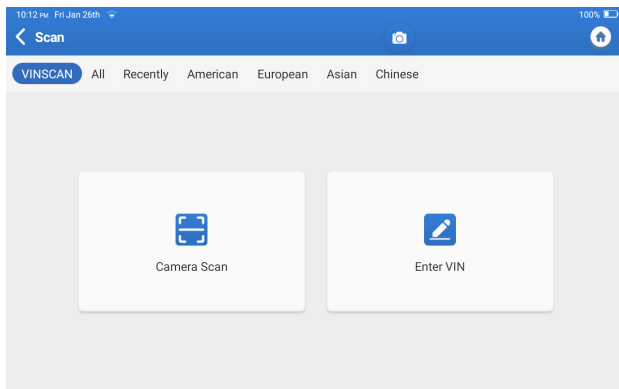 10:12 PM Fri Jan 26th 100%
Scan
VINSCAN All Recently American European Asian Chinese
Camera Scan Enter VIN